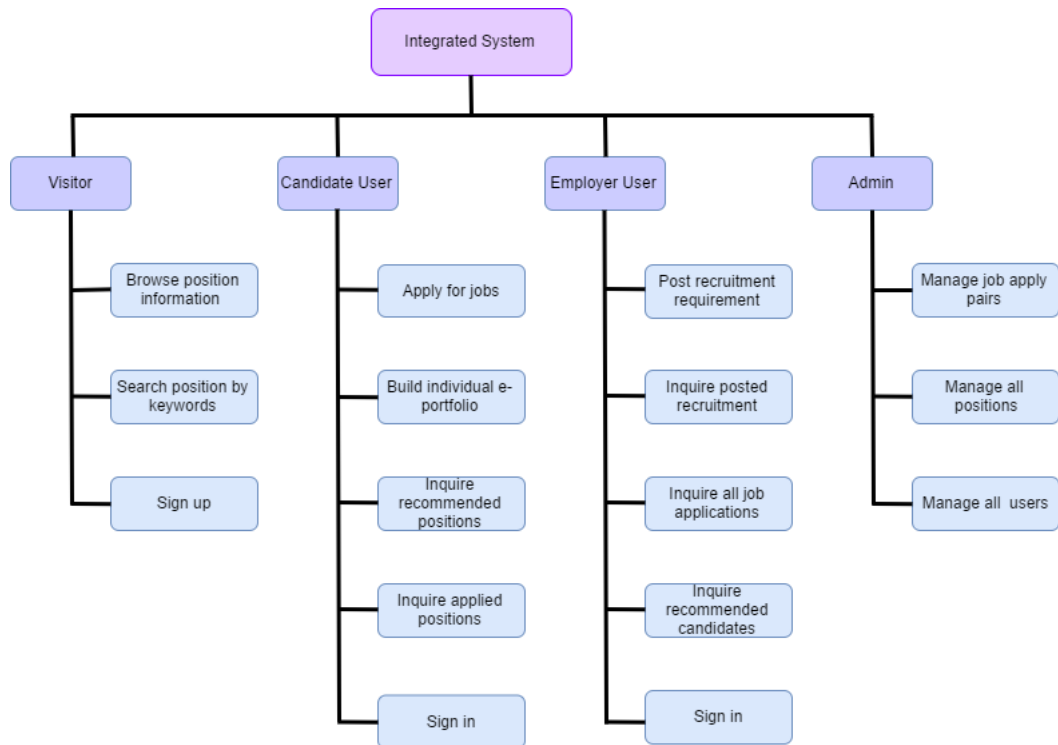 Integrated System
Visitor
Candidate User
Employer User
Admin
Browse position
information
Search position by
keywords
Sign up
Apply for jobs
Build individual e-
portfolio
Inquire
recommended
positions
Inquire applied
positions
Sign in
Post recruitment
requirement
Inquire posted
recruitment
Inquire all job
applications
Inquire
recommended
candidates
Sign in
Manage job apply
pairs
Manage all
positions
Manage all  users